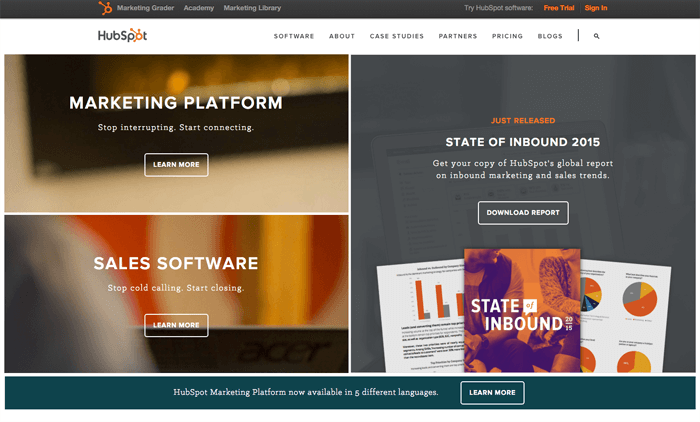 Marketing Grader Academy Marketing Library Try HubSpot software: Free Trial Sign In
HubSpot SOFTWARE ABOUT CASE STUDIES PARTNERS PRICING BLOGS
MARKETING PLATFORM
Stop interrupting. Start connecting.
LEARN MORE
SALES SOFTWARE
Stop cold calling. Start closing.
LEARN MORE
JUST RELEASED
STATE OF INBOUND 2015
Get your copy of HubSpot's global report
on inbound marketing and sales trends.
DOWNLOAD REPORT
STATE of
INBOUND 2015
HubSpot Marketing Platform now available in 5 different languages.
LEARN MORE